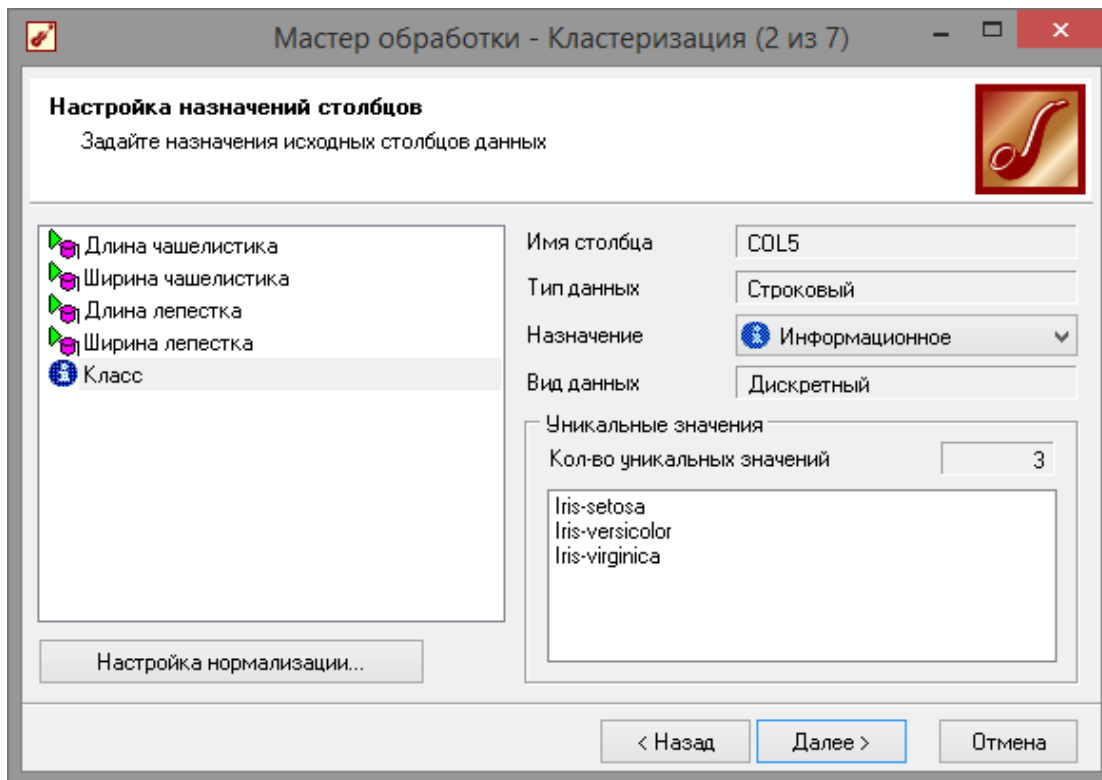 Мастер обработки - Кластеризация (2 из 7)
Настройка назначений столбцов
Задайте назначения исходных столбцов данных
Длина чашелистика
Ширина чашелистика
Длина лепестка
Ширина лепестка
Класс
Настройка нормализации...
Имя столбца COL5
Тип данных Строковый
Назначение Информационное
Вид данных Дискретный
Уникальные значения
Кол-во уникальных значений 3
Iris-setosa
Iris-versicolor
Iris-virginica
< Назад Далее > Отмена